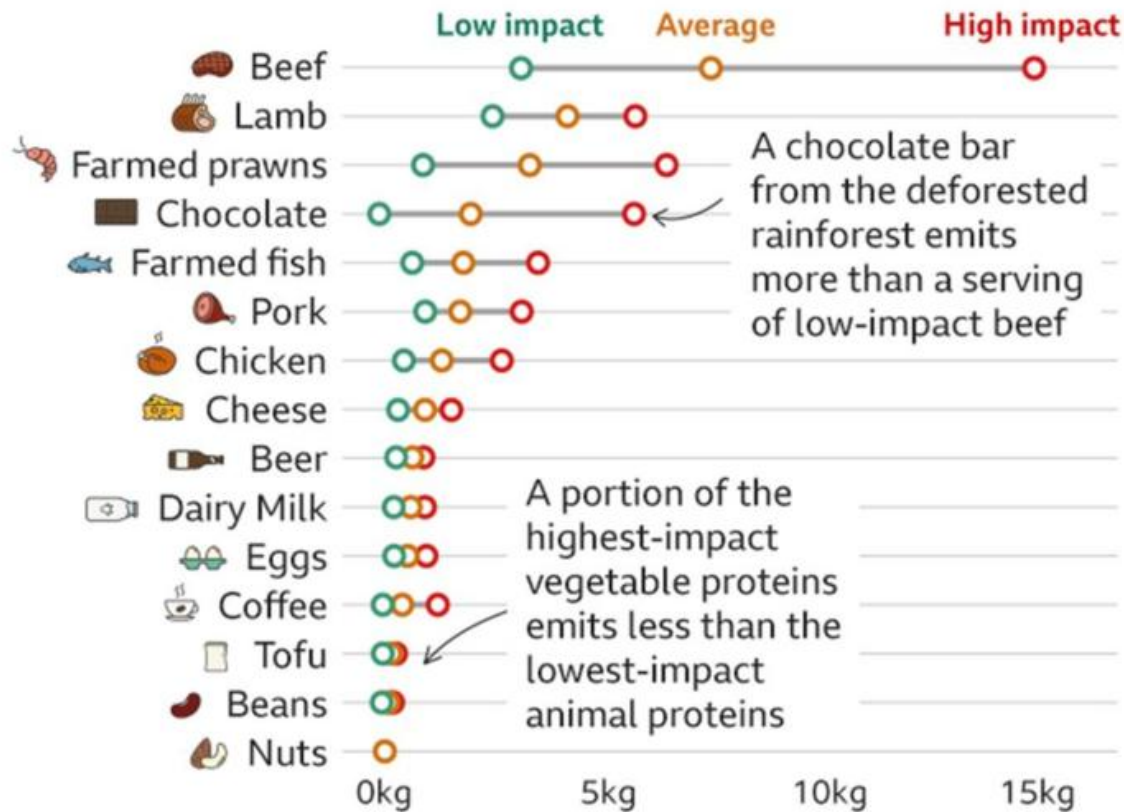 Low impact Average High impact
Beef
Lamb
Farmed prawns
Chocolate
A chocolate bar
from the deforested
rainforest emits
more than a serving
of low-impact beef
Farmed fish
Pork
Chicken
Cheese
Beer
Dairy Milk
Eggs
Coffee
Tofu
Beans
Nuts
A portion of the
highest-impact
vegetable proteins
emits less than the
lowest-impact
animal proteins
0kg 5kg 10kg 15kg